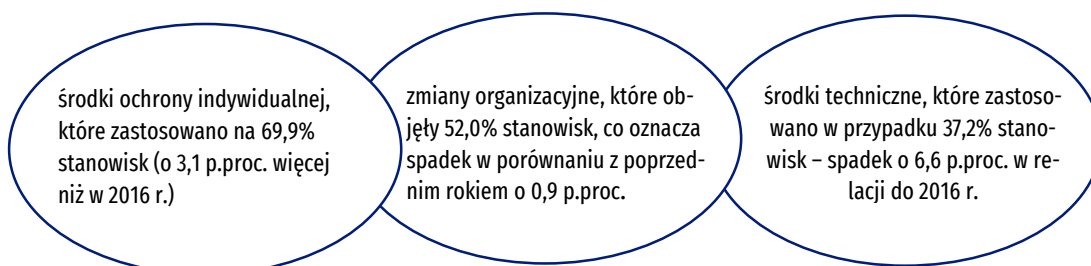 środki ochrony indywidualnej,
które zastosowano na 69,9%
stanowisk (o 3,1 p.proc. więcej
niż w 2016 r.)
zmiany organizacyjne, które ob-
jęły 52,0% stanowisk, co oznacza
spadek w porównaniu z poprzed-
nim rokiem o 0,9 p.proc.
środki techniczne, które zastoso-
wano w przypadku 37,2% stano-
wisk – spadek o 6,6 p.proc. w re-
lacji do 2016 r.